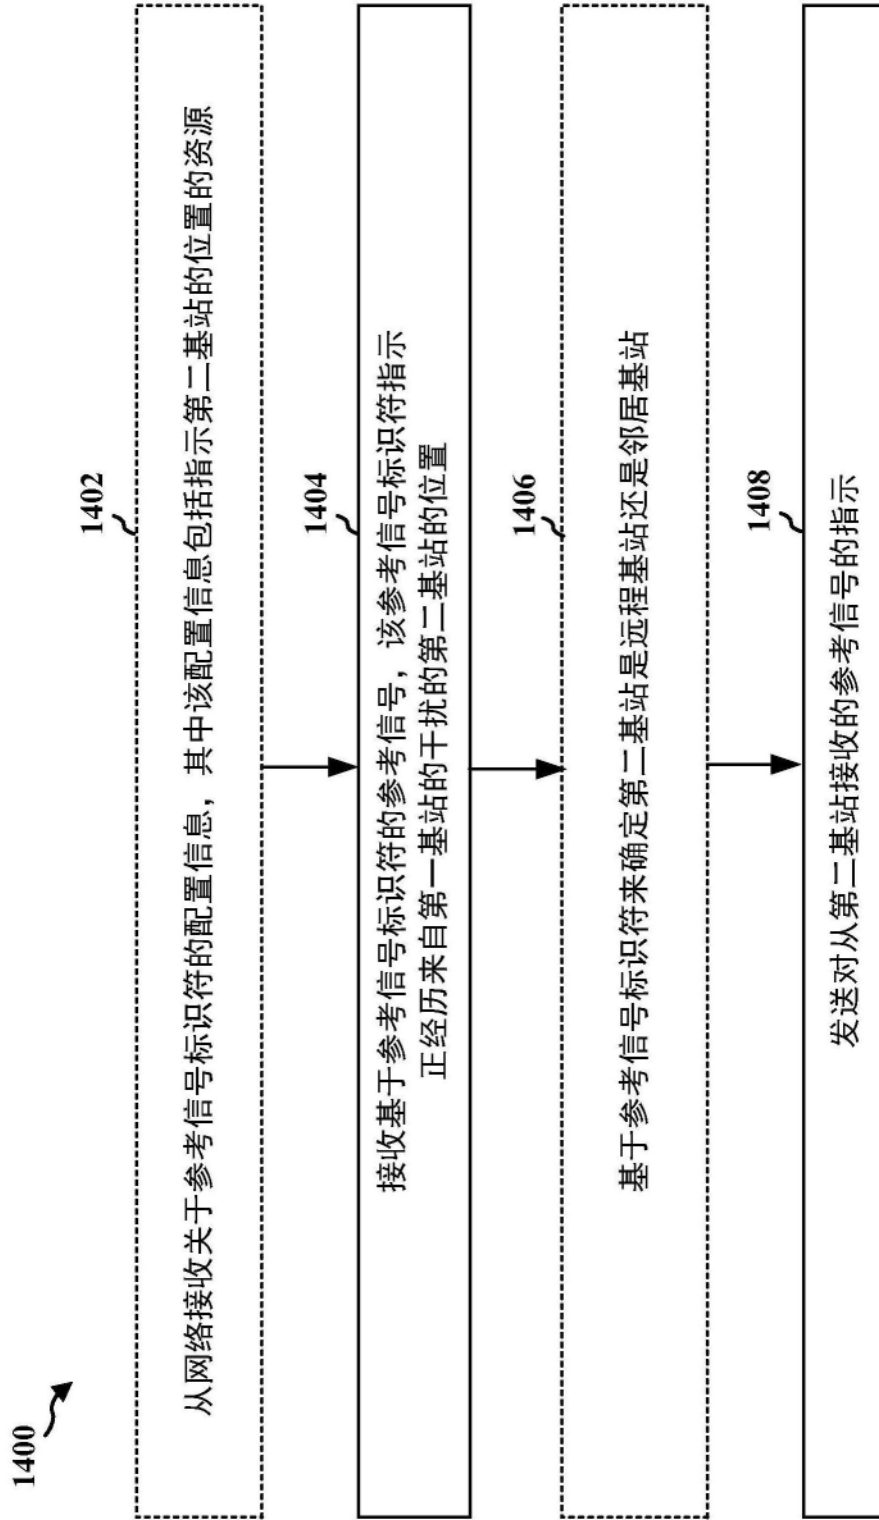 1400
1402
从网络接收关于参考信号标识符的配置信息，其中该配置信息包括指示第二基站的位置的资源
1404
接收基于参考信号标识符的参考信号，该参考信号标识符指示
正经历来自第一基站的干扰的第二基站的位置
1406
基于参考信号标识符来确定第二基站是远程基站还是邻居基站
1408
发送对从第二基站接收的参考信号的指示